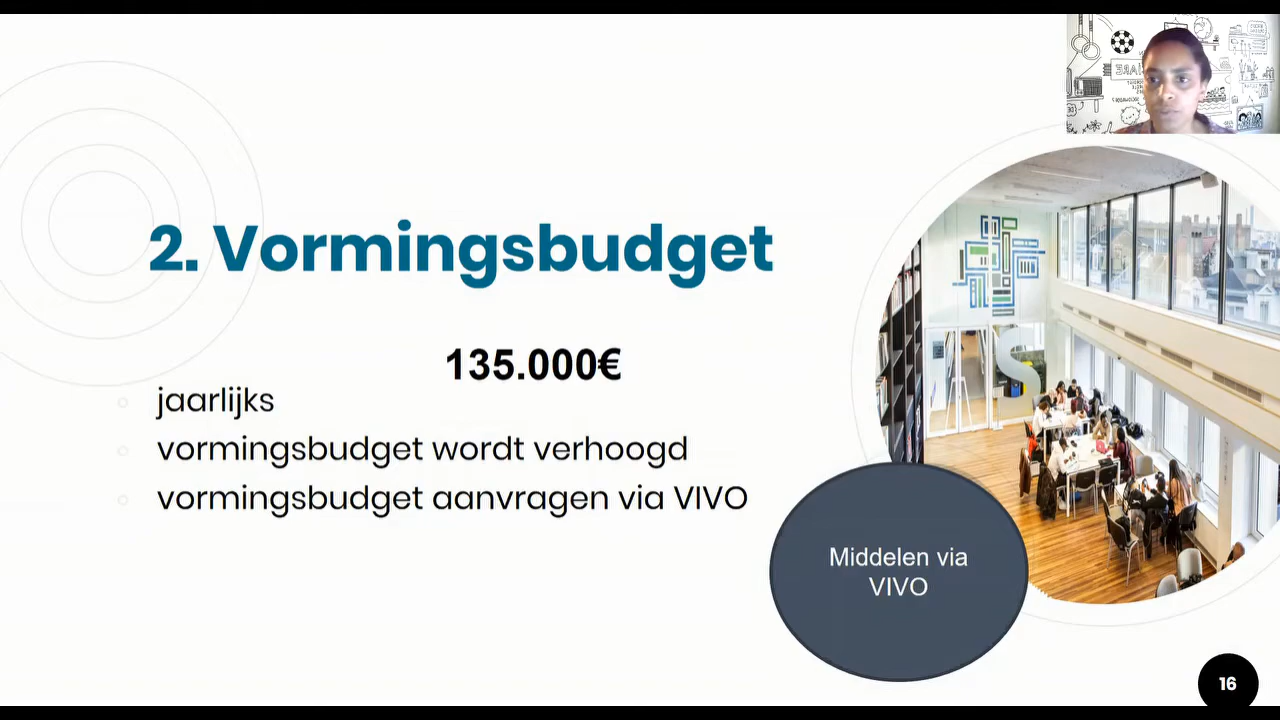 2. Vormingsbudget
135.000€
jaarlijks
vormingsbudget wordt verhoogd
vormingsbudget aanvragen via VIVO
Middelen via
VIVO
16